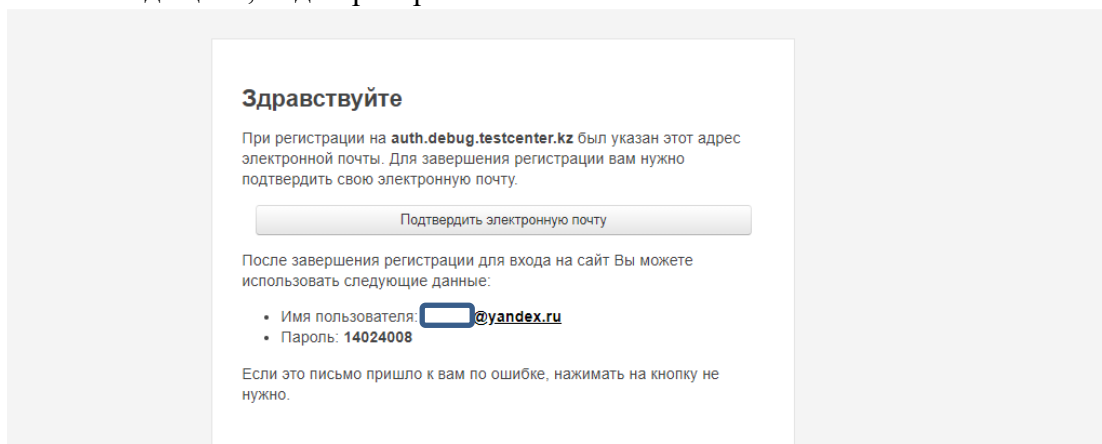 Здравствуйте
При регистрации на auth.debug.testcenter.kz был указан этот адрес
электронной почты. Для завершения регистрации вам нужно
подтвердить свою электронную почту.
Подтвердить электронную почту
После завершения регистрации для входа на сайт Вы можете
использовать следующие данные:
• Имя пользователя: @yandex.ru
• Пароль: 14024008
Если это письмо пришло к вам по ошибке, нажимать на кнопку не
нужно.